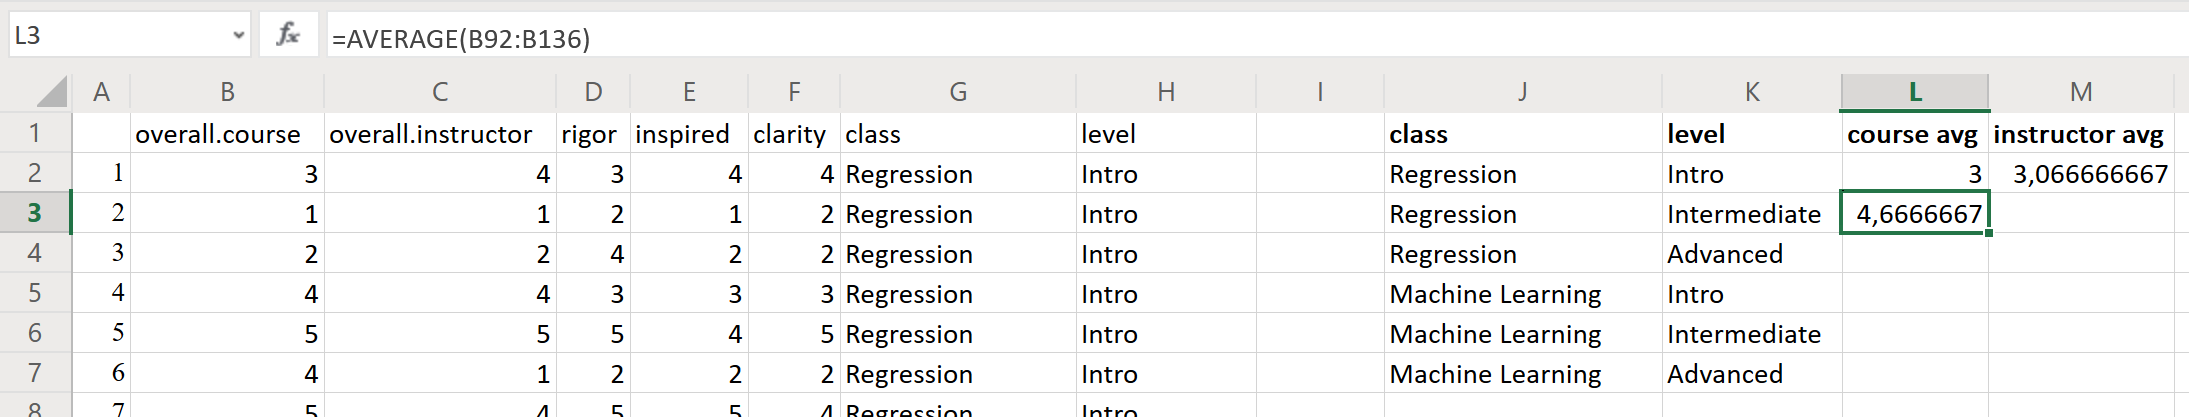 L3 fx =AVERAGE(B92:B136)
A B C D E F G H I J K L M
1 overall.course overall.instructor rigor inspired clarity class level class level course avg instructor avg
2 1 3 4 3 4 4 Regression Intro Regression Intro 3 3,066666667
3 2 1 1 2 1 2 Regression Intro Regression Intermediate 4,6666667
4 3 2 2 4 2 2 Regression Intro Regression Advanced
5 4 4 4 3 3 3 Regression Intro Machine Learning Intro
6 5 5 5 5 4 5 Regression Intro Machine Learning Intermediate
7 6 4 1 2 2 2 Regression Intro Machine Learning Advanced
8 7 5 4 5 5 4 Regression Intro